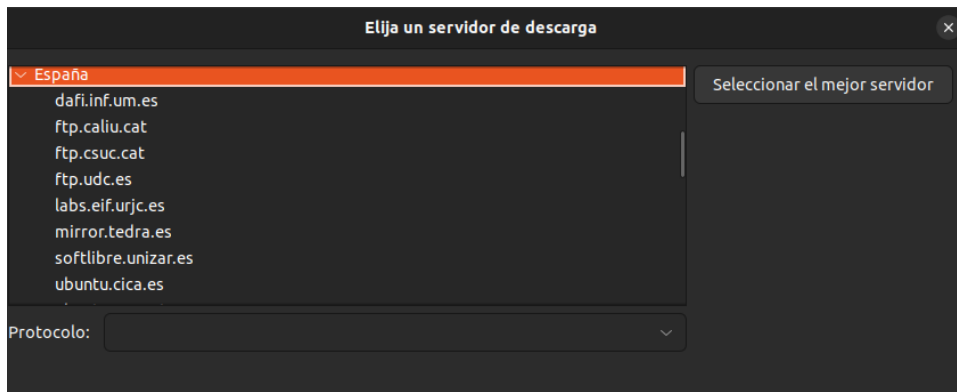 Elija un servidor de descarga
España
Seleccionar el mejor servidor
dafi.inf.um.es
ftp.caliu.cat
ftp.csuc.cat
ftp.udc.es
labs.eif.urjc.es
mirror.tedra.es
softlibre.unizar.es
ubuntu.cica.es
Protocolo: